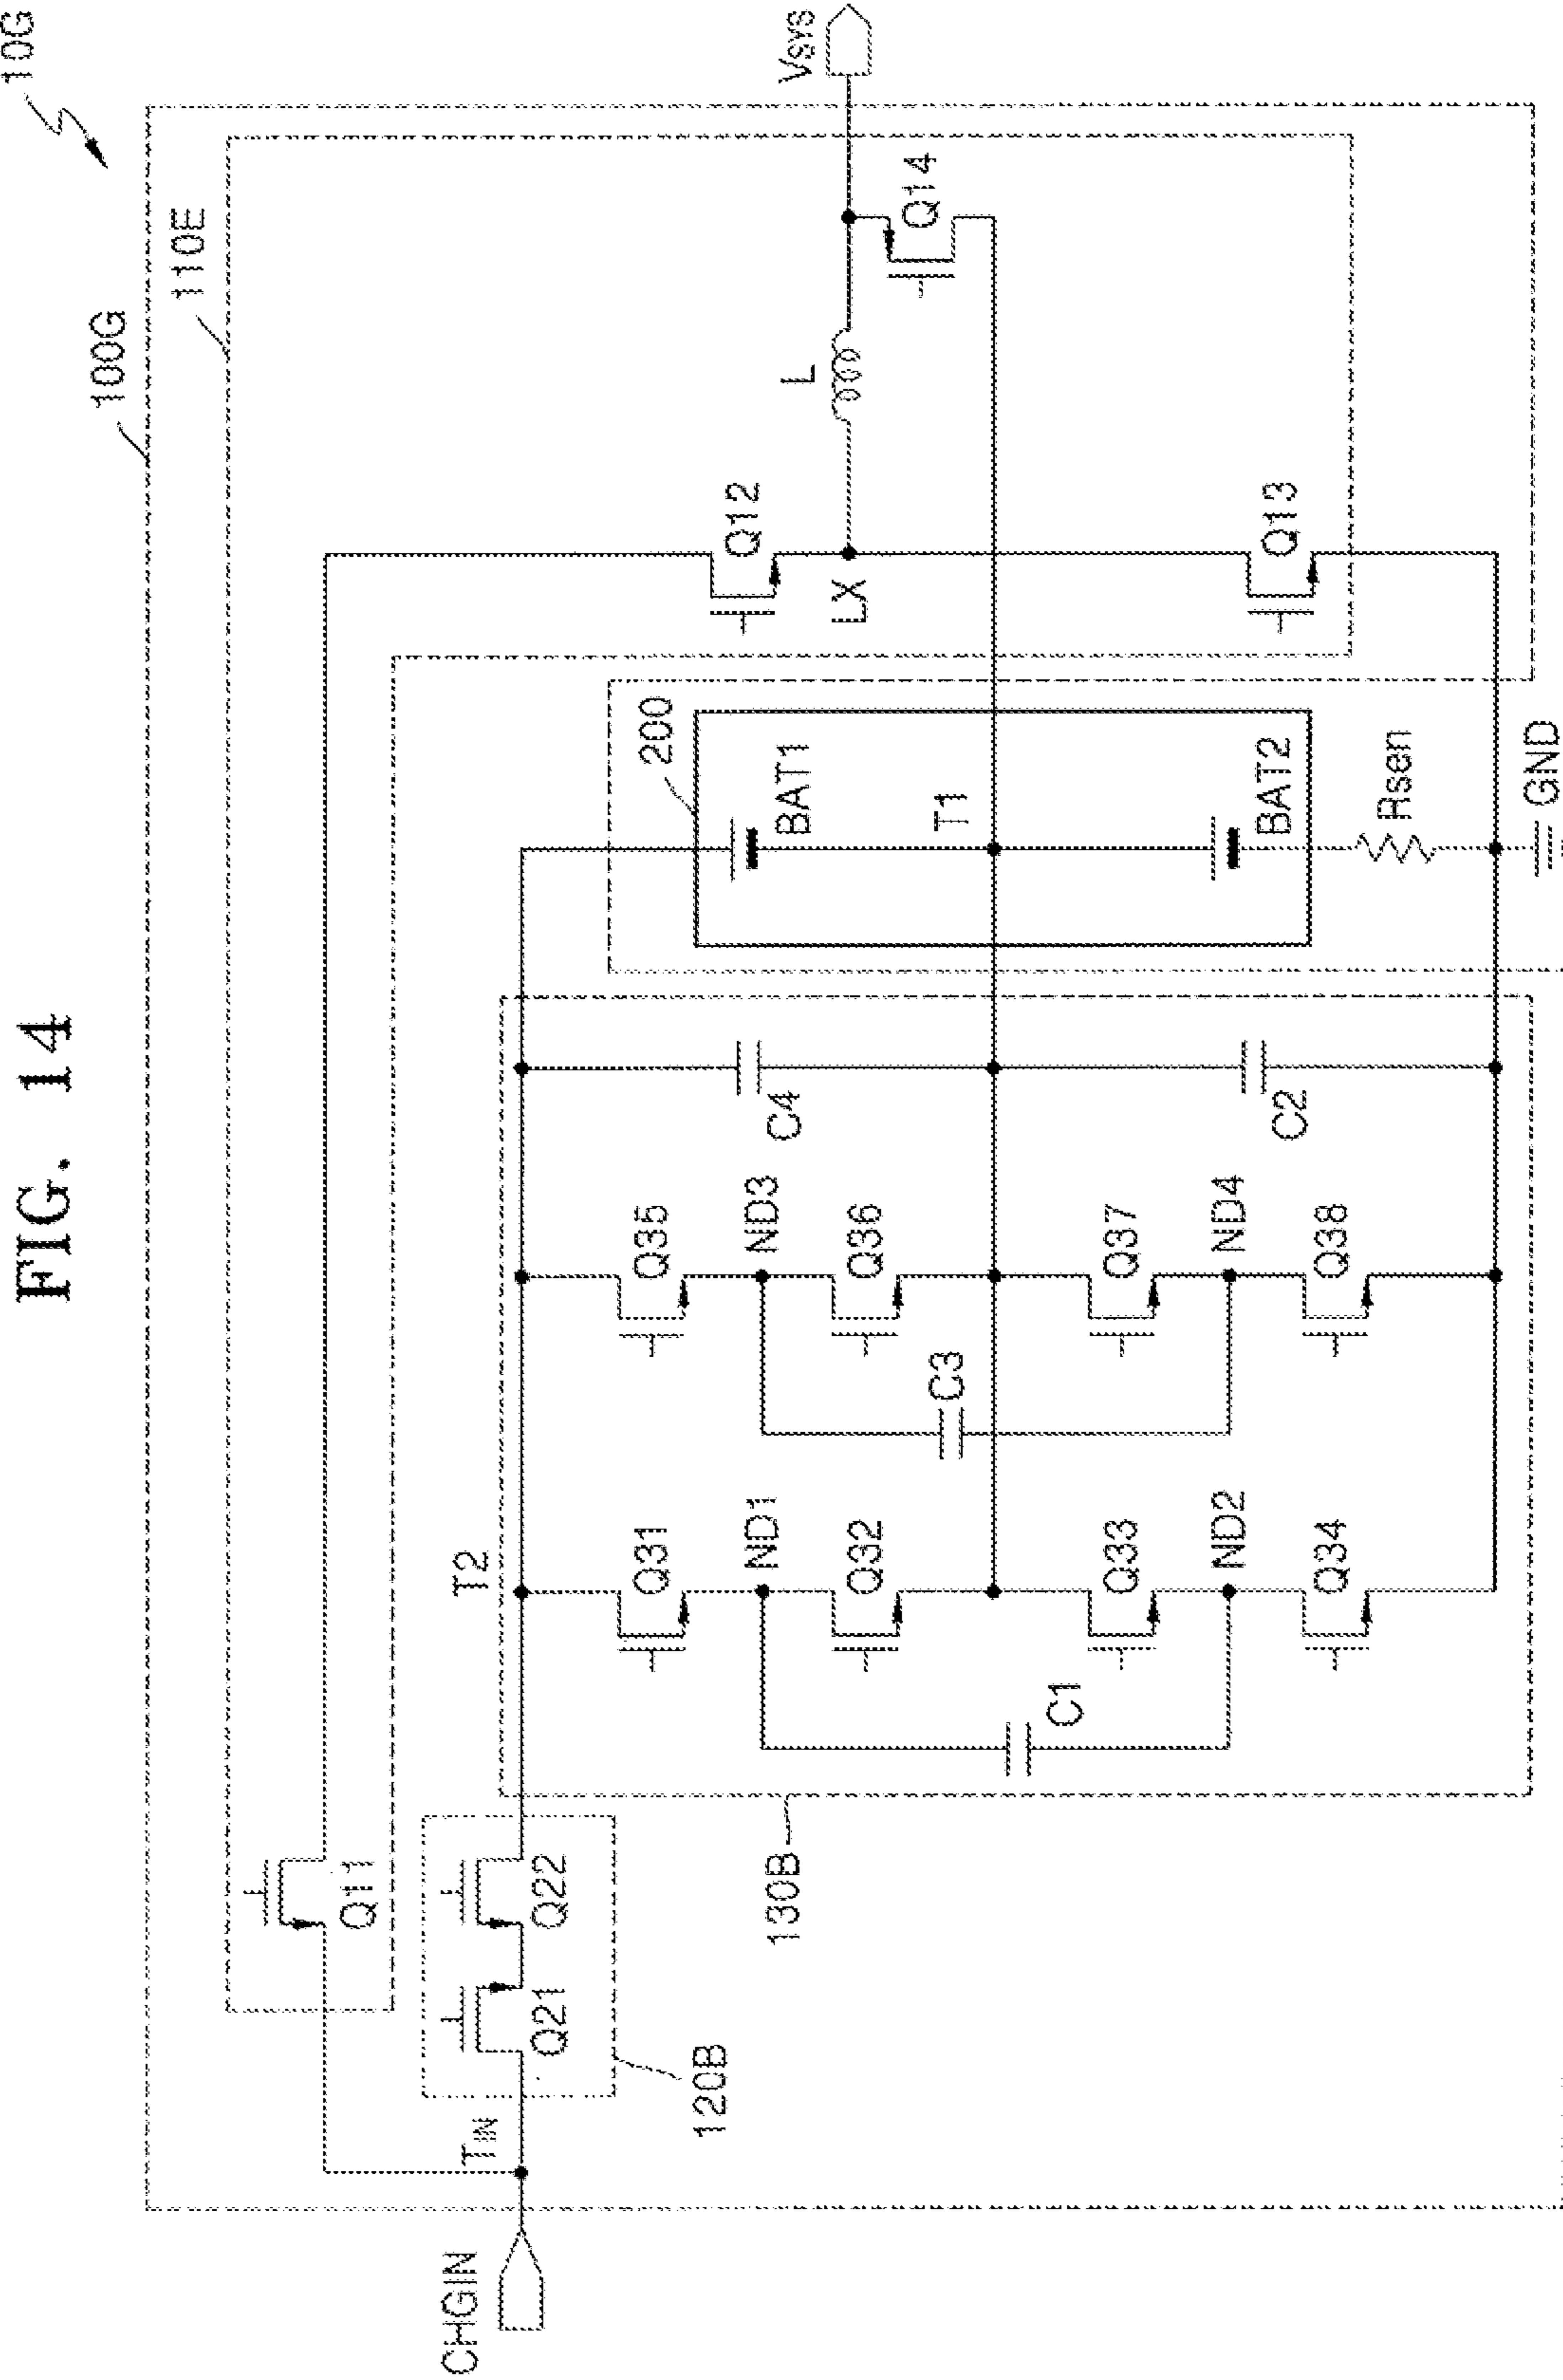 FIG. 14
10G
100G
110E
CHGIN
TIN
Q11
Q21
Q22
120B
T2
130B
Q31
ND1
Q32
Q33
ND2
Q34
C1
Q35
ND3
Q36
Q37
ND4
Q38
C3
C4
C2
200
BAT1
T1
BAT2
Rsen
GND
Q12
LX
Q13
L
Q14
VSYS